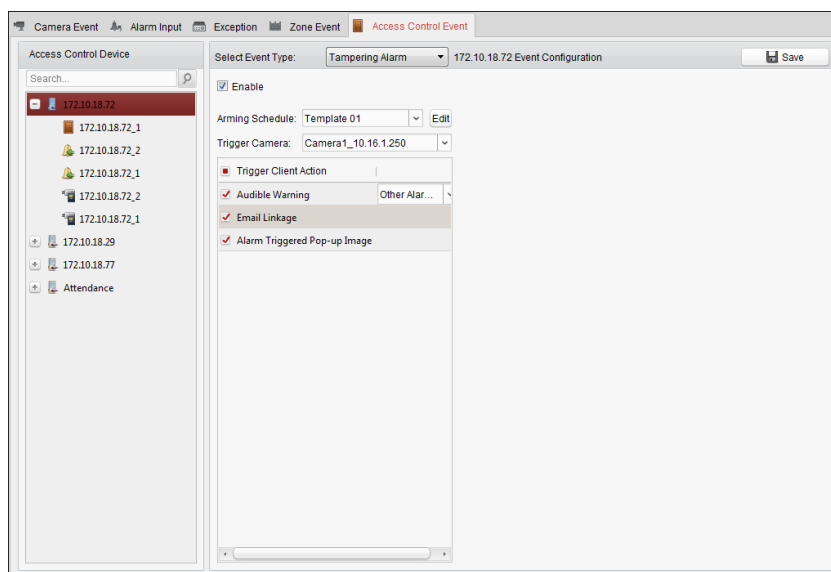 Camera Event Alarm Input Exception Zone Event Access Control Event
Access Control Device
Search...
172.10.18.72
172.10.18.72_1
172.10.18.72_2
172.10.18.72_1
172.10.18.72_2
172.10.18.72_1
172.10.18.29
172.10.18.77
Attendance
Select Event Type: Tampering Alarm 172.10.18.72 Event Configuration Save
Enable
Arming Schedule: Template 01 Edit
Trigger Camera: Camera1_10.16.1.250
Trigger Client Action
Audible Warning Other Alar...
Email Linkage
Alarm Triggered Pop-up Image